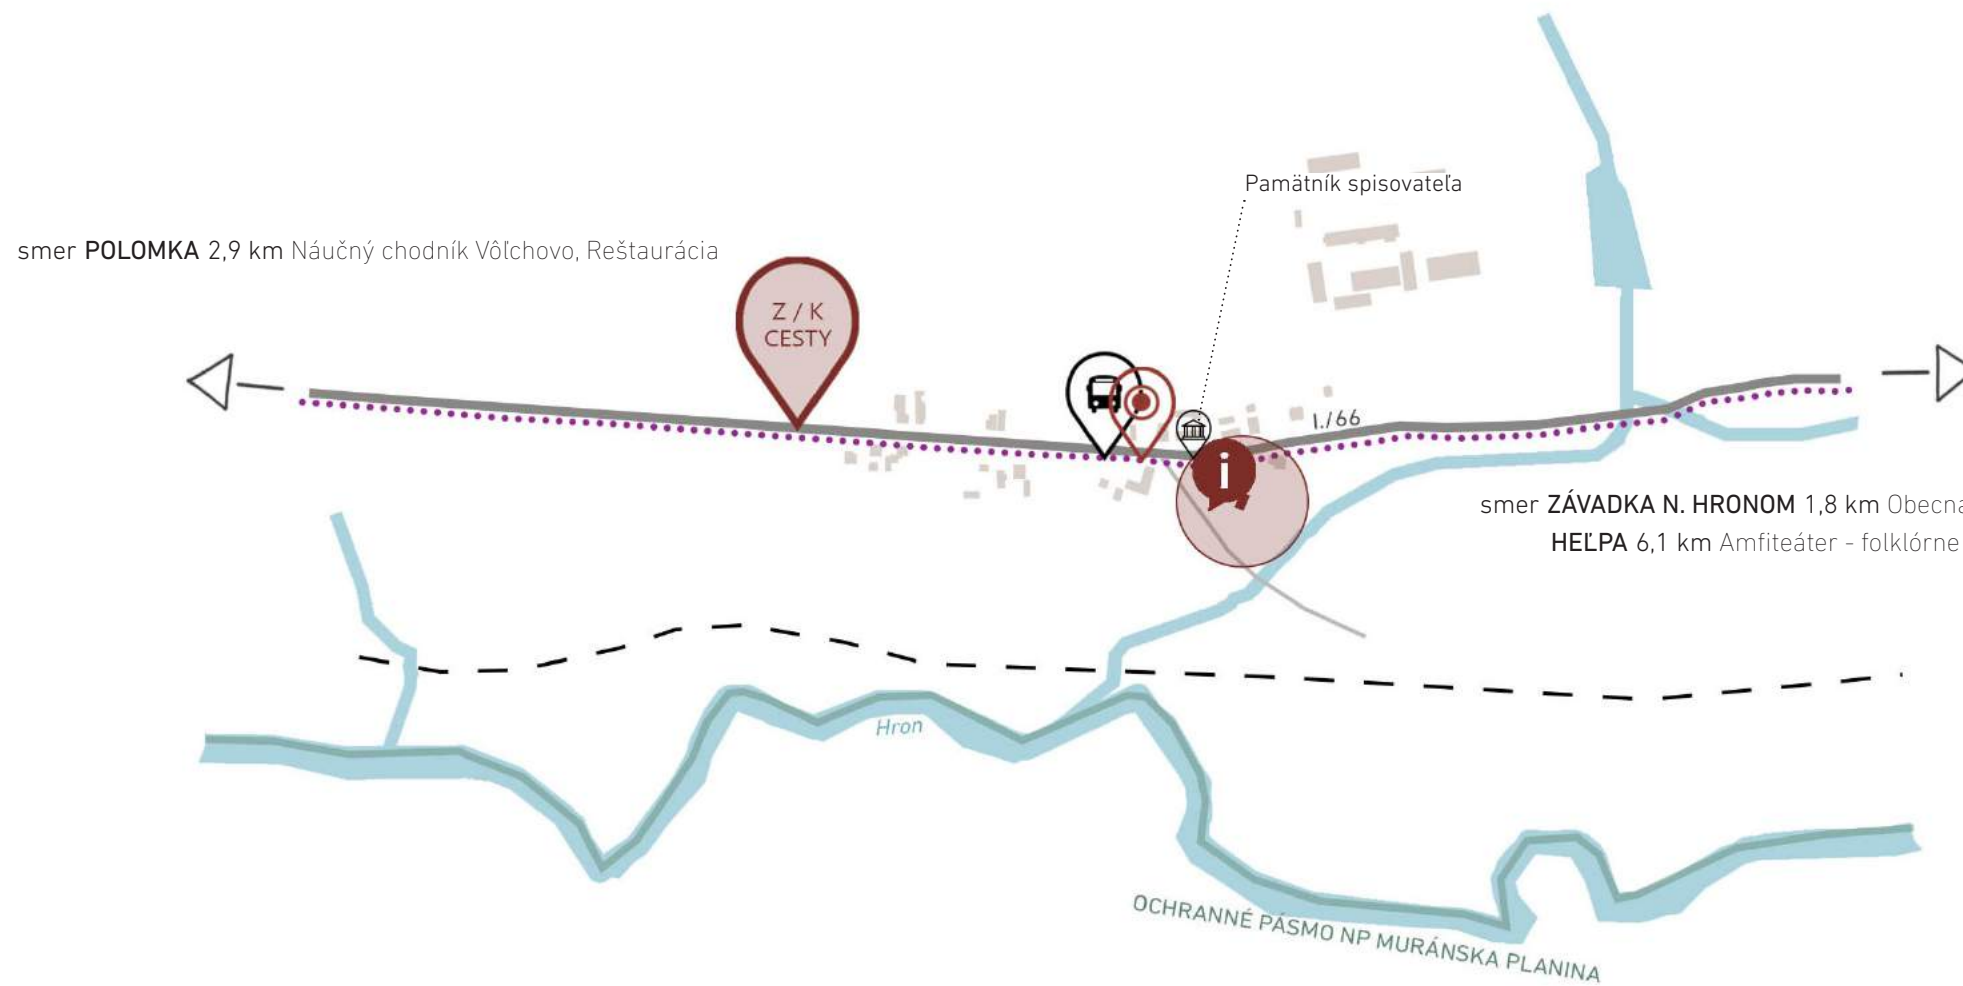 Pamätník spisovateľa
smer POLOMKA 2,9 km Náučný chodník Vôľchovo, Reštaurácia
Z / K
CESTY
I./66
i
smer ZÁVADKA N. HRONOM 1,8 km Obecná
HEĽPA 6,1 km Amfiteáter - folklórne
Hron
OCHRANNÉ PÁSMO NP MURÁNSKA PLANINA